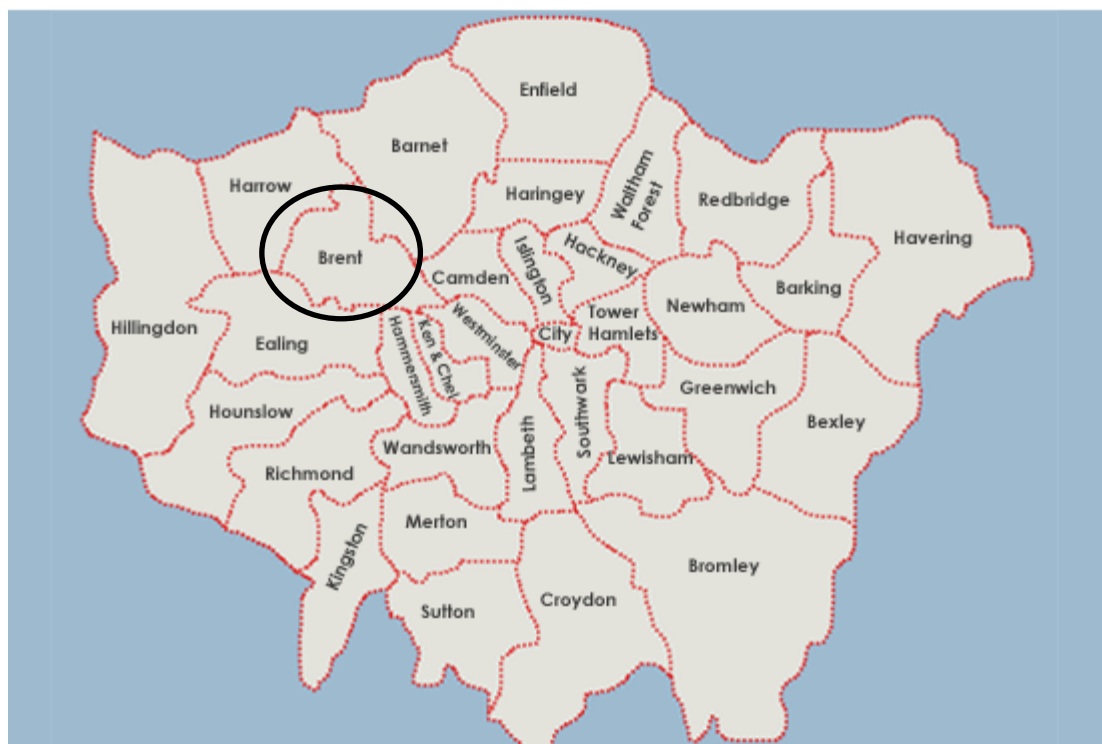 Enfield
Barnet
Harrow
Haringey
Waltham
Forest
Redbridge
Havering
Brent
Camden
Islington
Hackney
Barking
Newham
Hillingdon
Ealing
Hammersmith
Ken & Chel
Westminster
City
Tower
Hamlets
Greenwich
Hounslow
Bexley
Richmond
Wandsworth
Lambeth
Southwark
Lewisham
Kingston
Merton
Bromley
Sutton
Croydon